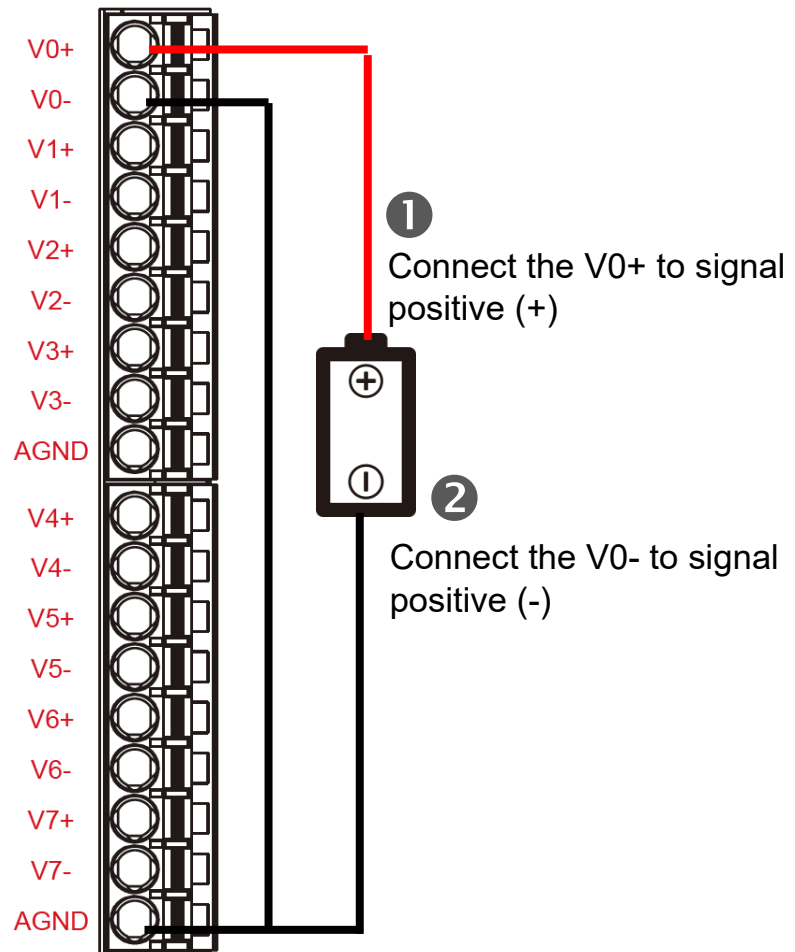 V0+
V0-
V1+
V1-
V2+
V2-
V3+
V3-
AGND
V4+
V4-
V5+
V5-
V6+
V6-
V7+
V7-
AGND
1
Connect the V0+ to signal
positive (+)
+
-
2
Connect the V0- to signal
positive (-)